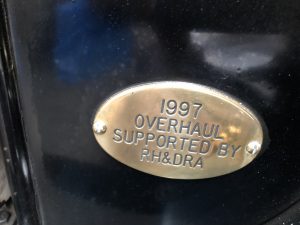 1997
OVERHAUL
SUPPORTED BY
RH&DRA